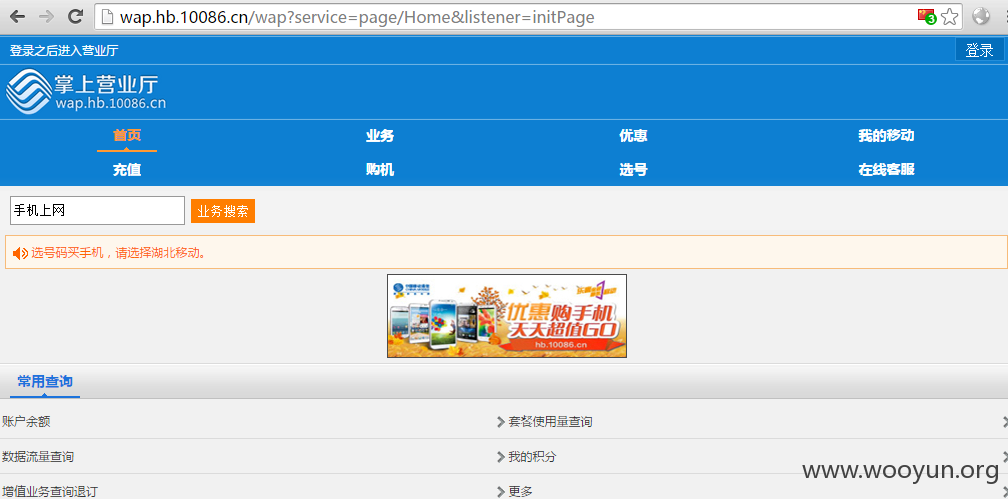 wap.hb.10086.cn/wap?service=page/Home&listener=initPage
3
登录之后进入营业厅 登录
掌上营业厅
wap.hb.10086.cn
首页 业务 优惠 我的移动
充值 购机 选号 在线客服
手机上网 业务搜索
选号码买手机，请选择湖北移动。
优惠购手机
天天超值GO
hb.10086.cn
常用查询
账户余额 套餐使用量查询
数据流量查询 我的积分
www.wooyun.org
增值业务查询退订 更多